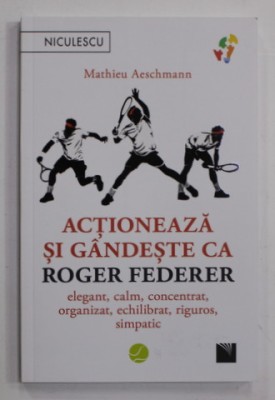 NICULESCU
Mathieu Aeschmann
ACȚIONEAZĂ
ȘI GÂNDEȘTE CA
ROGER FEDERER
elegant, calm, concentrat,
organizat, echilibrat, riguros,
simpatic